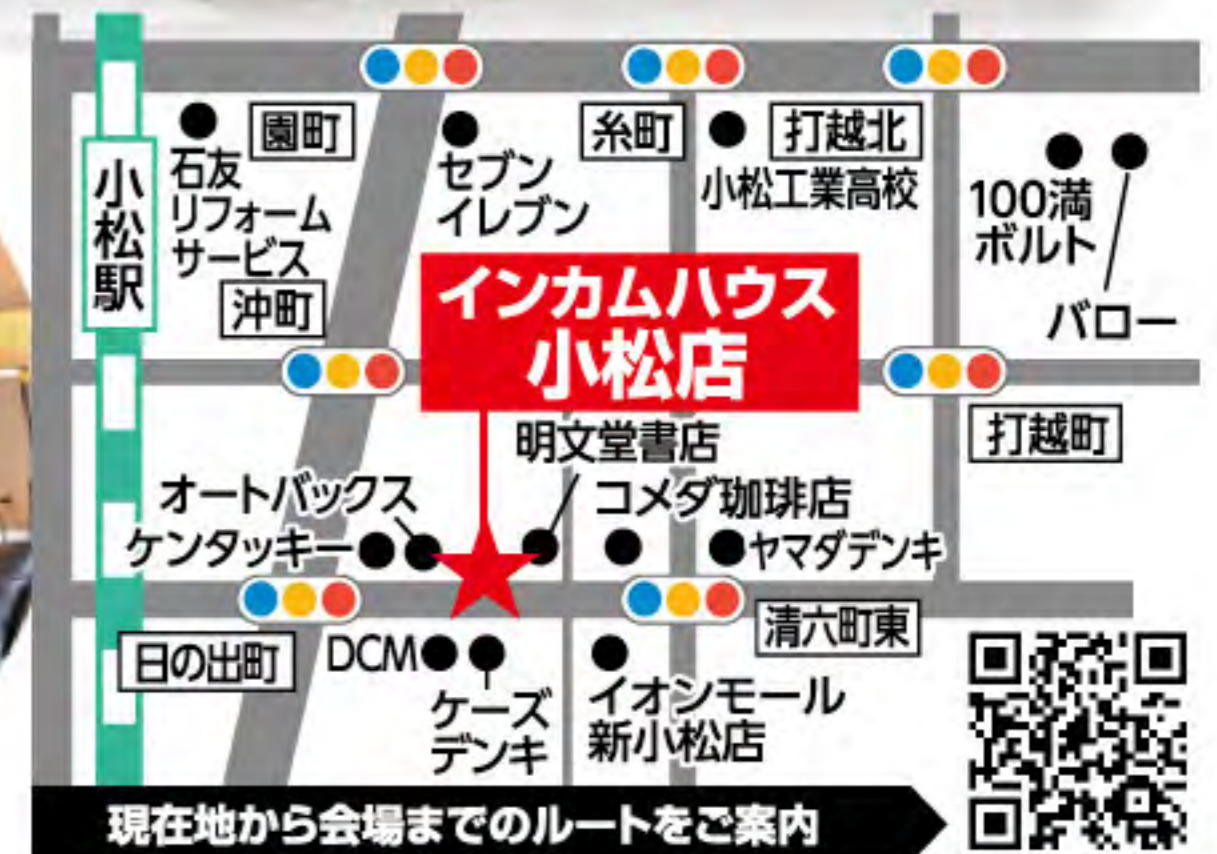 小松駅
石友
リフォーム
サービス
園町
セブン
イレブン
糸町
打越北
小松工業高校
100満
ボルト
バロー
沖町
インカムハウス
小松店
打越町
明文堂書店
オートバックス
コメダ珈琲店
ケンタッキー
ヤマダデンキ
日の出町
DCM
ケーズ
デンキ
イオンモール
新小松店
清六町東
現在地から会場までのルートをご案内